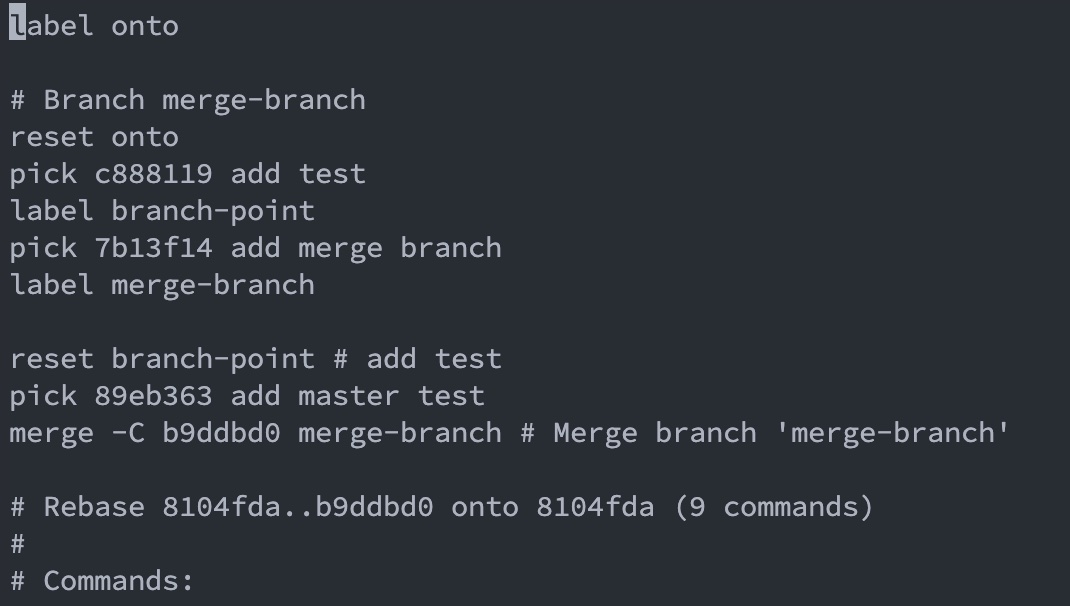 label onto
# Branch merge-branch
reset onto
pick c888119 add test
label branch-point
pick 7b13f14 add merge branch
label merge-branch
reset branch-point # add test
pick 89eb363 add master test
merge -C b9ddbd0 merge-branch # Merge branch 'merge-branch'
# Rebase 8104fda..b9ddbd0 onto 8104fda (9 commands)
#
# Commands: